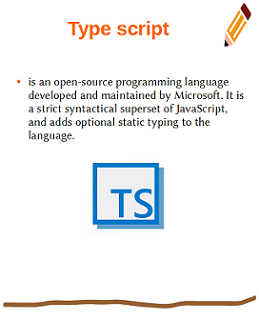 Type script
• is an open-source programming language
developed and maintained by Microsoft. It is
a strict syntactical superset of JavaScript,
and adds optional static typing to the
language.
TS